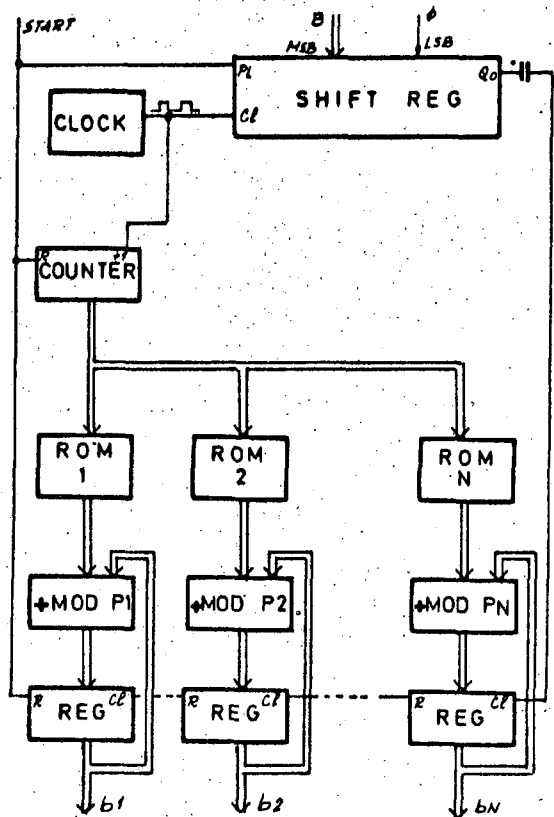 START
B
φ
MSB
LSB
PL
Q0
SHIFT REG
Cl
CLOCK
R +1
COUNTER
ROM 1
ROM 2
ROM N
+MOD P1
+MOD P2
+MOD PN
R Cl
REG
R Cl
REG
R Cl
REG
b1
b2
bN